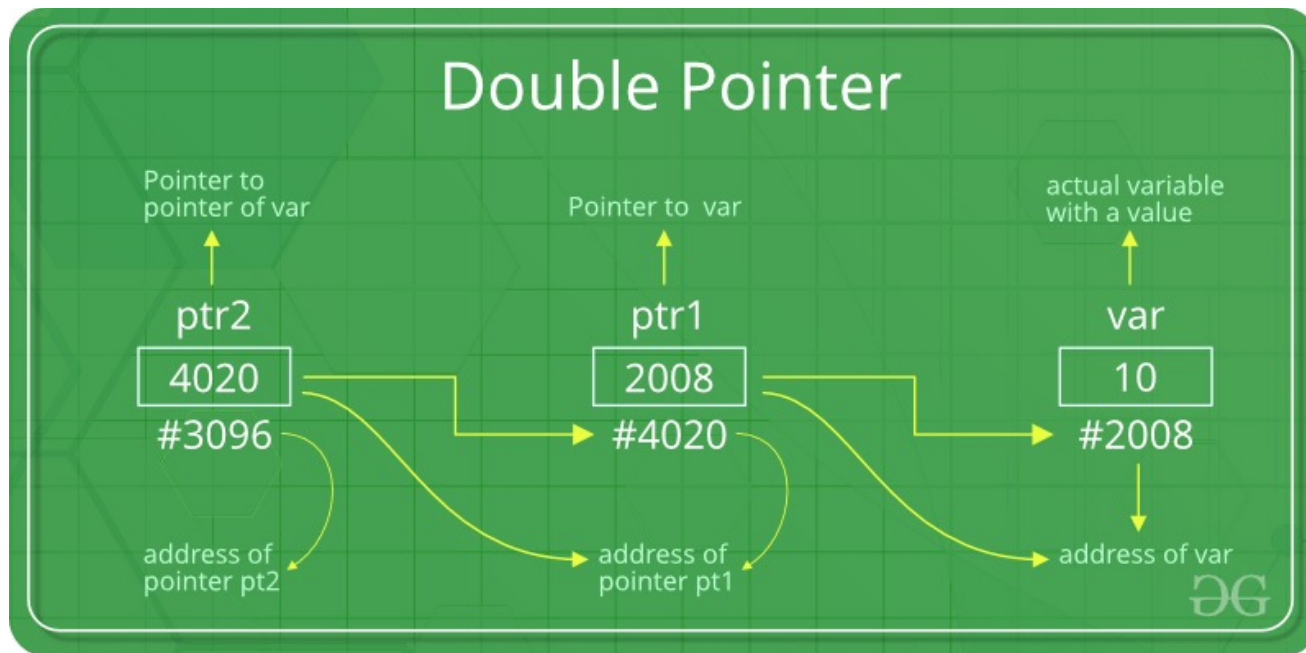 Double Pointer
Pointer to
pointer of var
Pointer to var
actual variable
with a value
ptr2
ptr1
var
4020
2008
10
#3096
#4020
#2008
address of
pointer pt2
address of
pointer pt1
address of var
GG